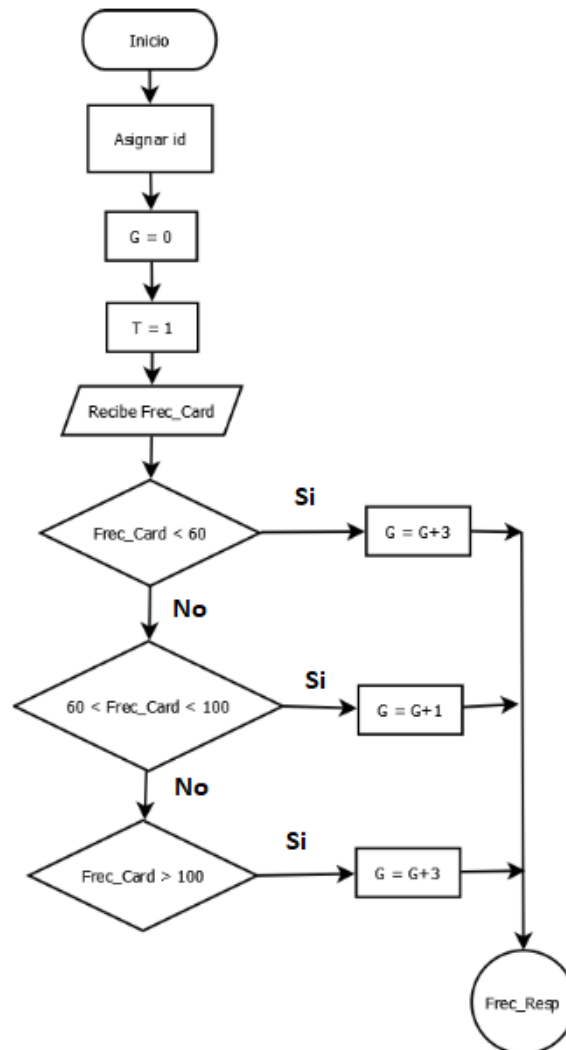 Inicio
Asignar id
G = 0
T = 1
Recibe Frec_Card
Frec_Card < 60
Si
G = G+3
No
60 < Frec_Card < 100
Si
G = G+1
No
Frec_Card > 100
Si
G = G+3
Frec_Resp